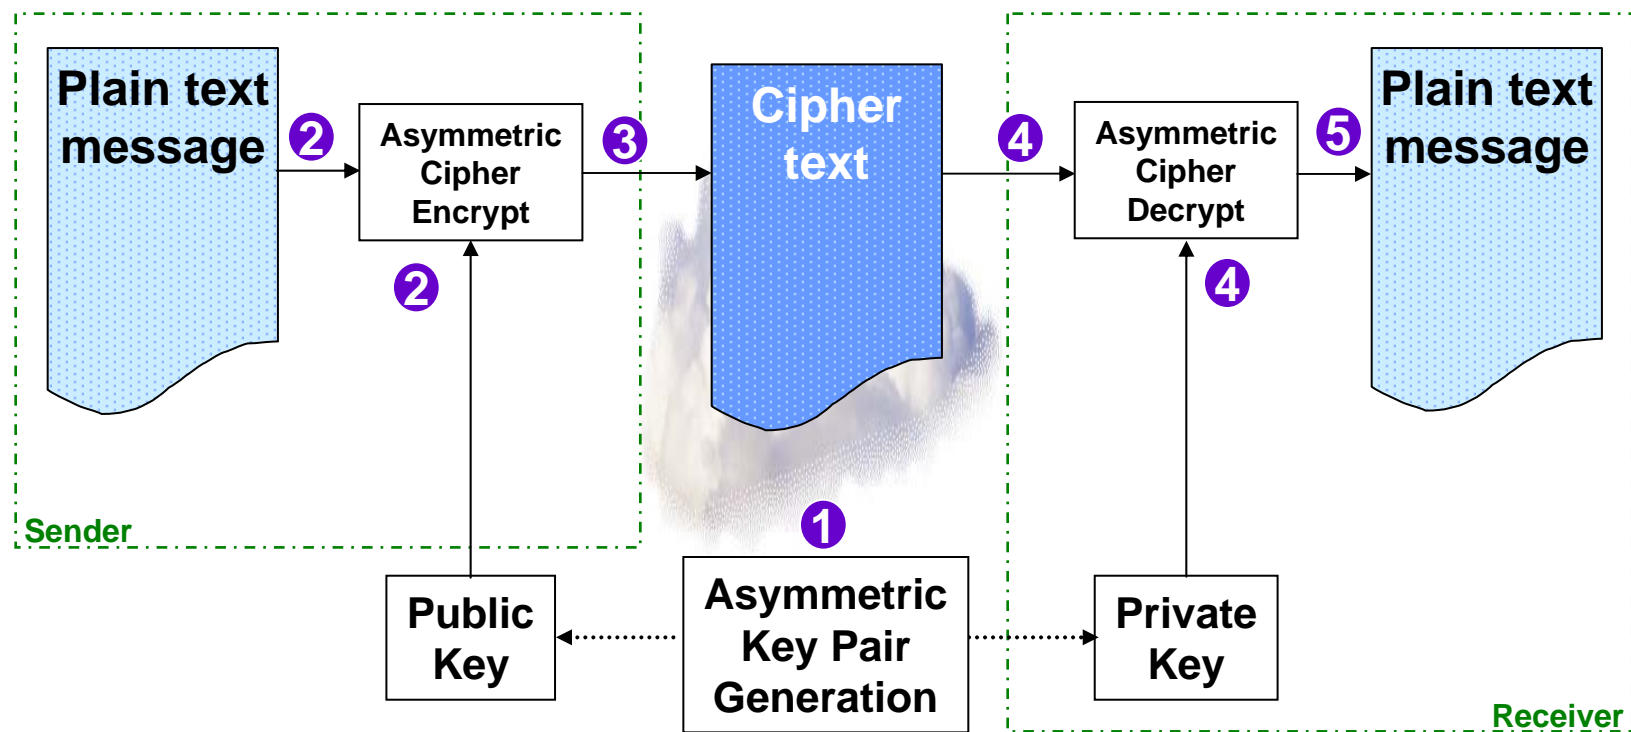 Plain text
message
2
Asymmetric
Cipher
Encrypt
3
Cipher
text
4
Asymmetric
Cipher
Decrypt
5
Plain text
message
2
4
Sender
1
Public
Key
Asymmetric
Key Pair
Generation
Private
Key
Receiver